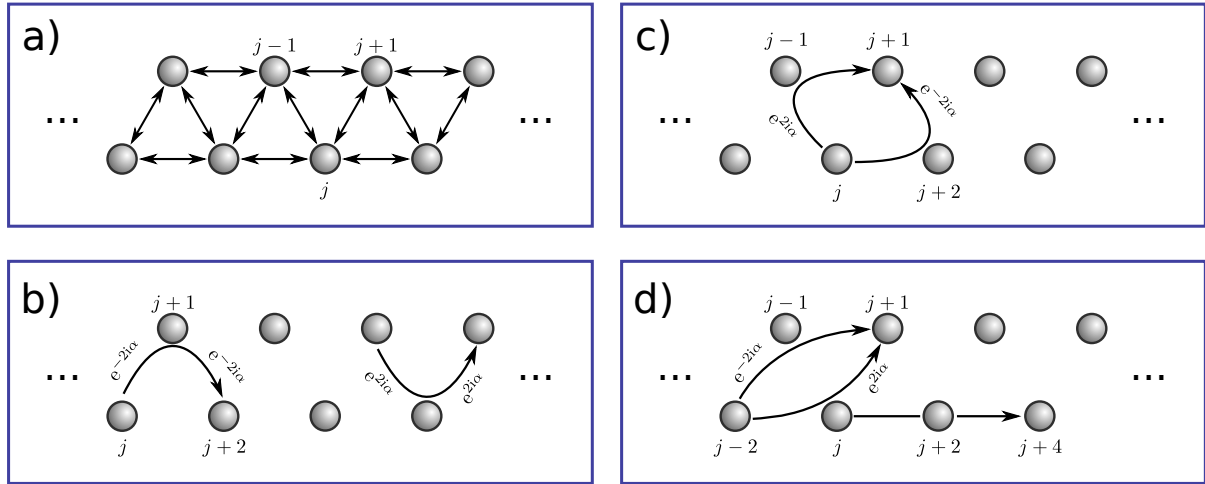 a)
j − 1
j + 1
...
...
j
c)
j − 1
j + 1
e^{−2iα}
...
...
e^{2iα}
j
j + 2
b)
j + 1
e^{−2iα}
e^{−2iα}
...
...
e^{2iα}
e^{2iα}
j
j + 2
d)
j − 1
j + 1
e^{−2iα}
...
...
e^{2iα}
j − 2
j
j + 2
j + 4